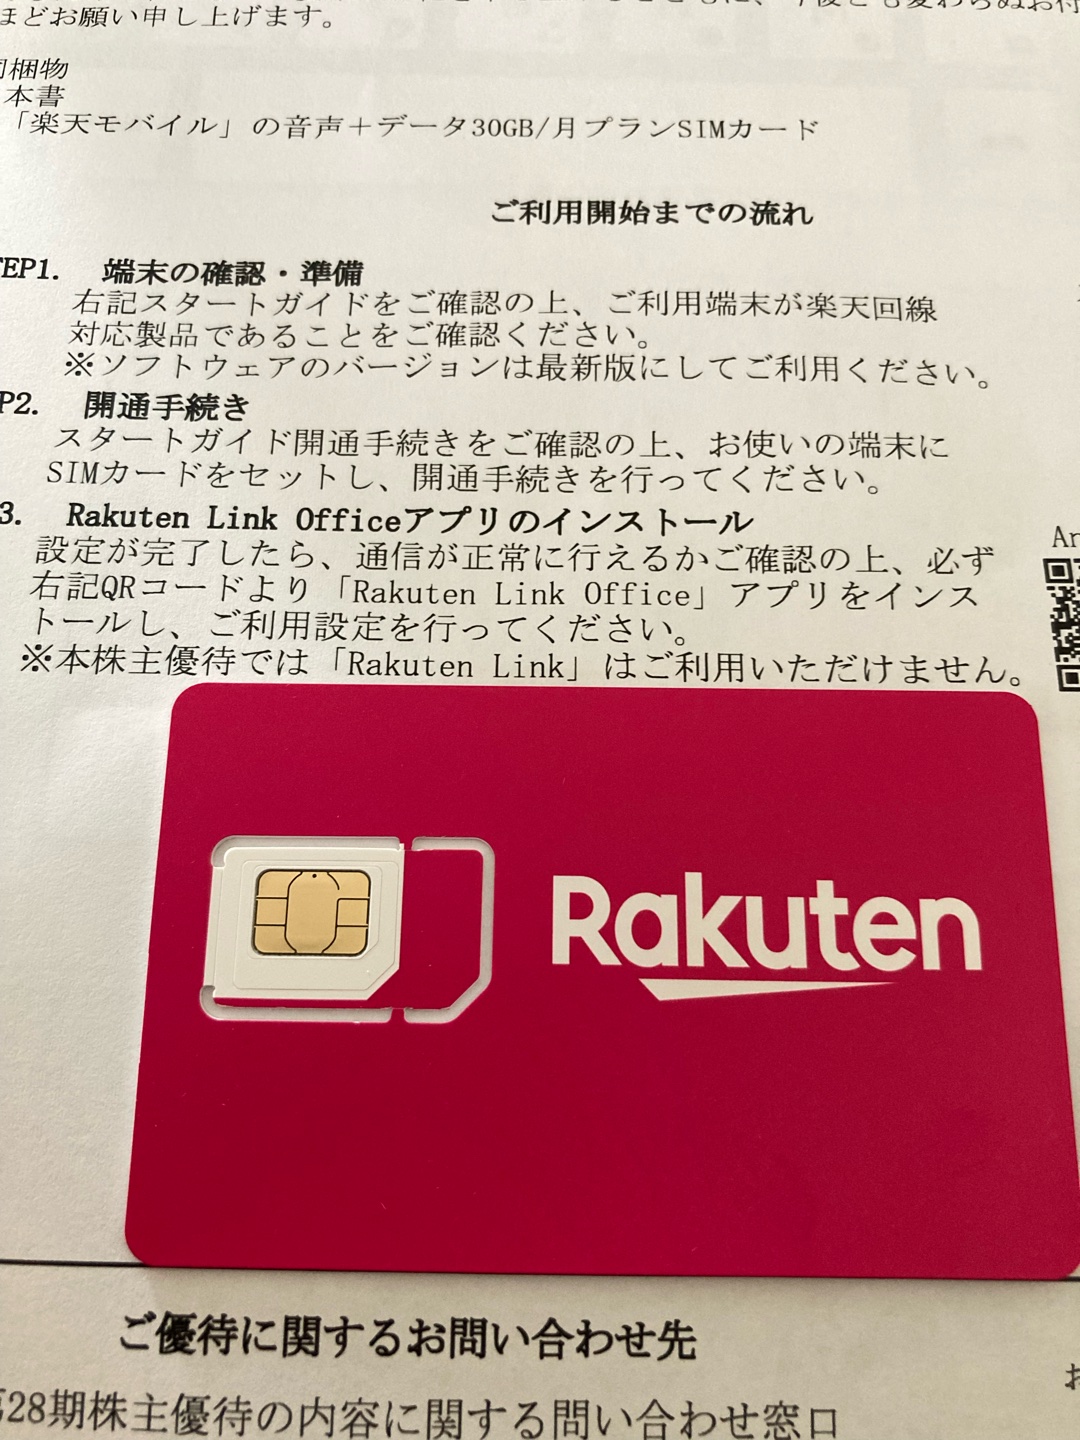 ほどお願い申し上げます。
梱物
本書
「楽天モバイル」の音声＋データ30GB/月プランSIMカード
ご利用開始までの流れ
TEP1. 端末の確認・準備
右記スタートガイドをご確認の上、ご利用端末が楽天回線
対応製品であることをご確認ください。
※ソフトウェアのバージョンは最新版にしてご利用ください。
P2. 開通手続き
スタートガイド開通手続きをご確認の上、お使いの端末に
SIMカードをセットし、開通手続きを行ってください。
3. Rakuten Link Officeアプリのインストール
設定が完了したら、通信が正常に行えるかご確認の上、必ず
右記QRコードより「Rakuten Link Office」アプリをインス
トールし、ご利用設定を行ってください。
※本株主優待では「Rakuten Link」はご利用いただけません。
An
Rakuten
ご優待に関するお問い合わせ先
28期株主優待の内容に関する問い合わせ窓口
お